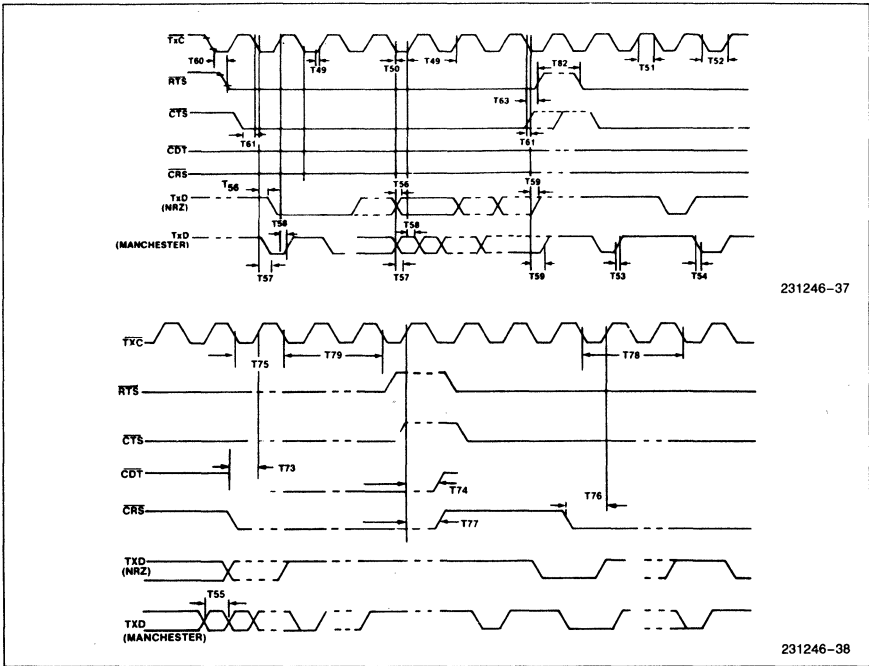 TxC
T60 T49 T50 T49 T82 T51 T52
RTS
T63
CTS
T61 T61
CDT
CRS
T56 T56 T59
TxD
(NRZ)
T58 T58
TxD
(MANCHESTER)
T57 T57 T59 T53 T54
231246-37
TXC
T75 T79 T78
RTS
CTS
CDT
T73 T74
T76
CRS
T77
TXD
(NRZ)
T55
TXD
(MANCHESTER)
231246-38